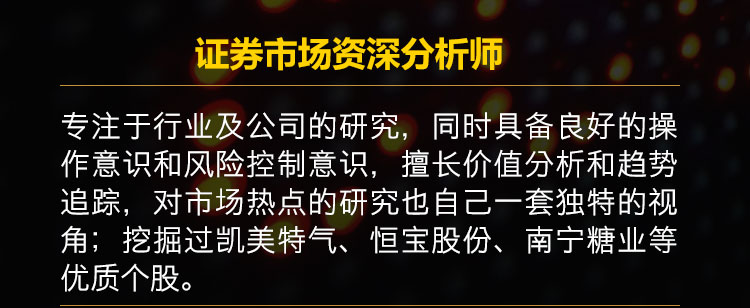 证券市场资深分析师
专注于行业及公司的研究，同时具备良好的操
作意识和风险控制意识，擅长价值分析和趋势
追踪，对市场热点的研究也自己一套独特的视
角；挖掘过凯美特气、恒宝股份、南宁糖业等
优质个股。